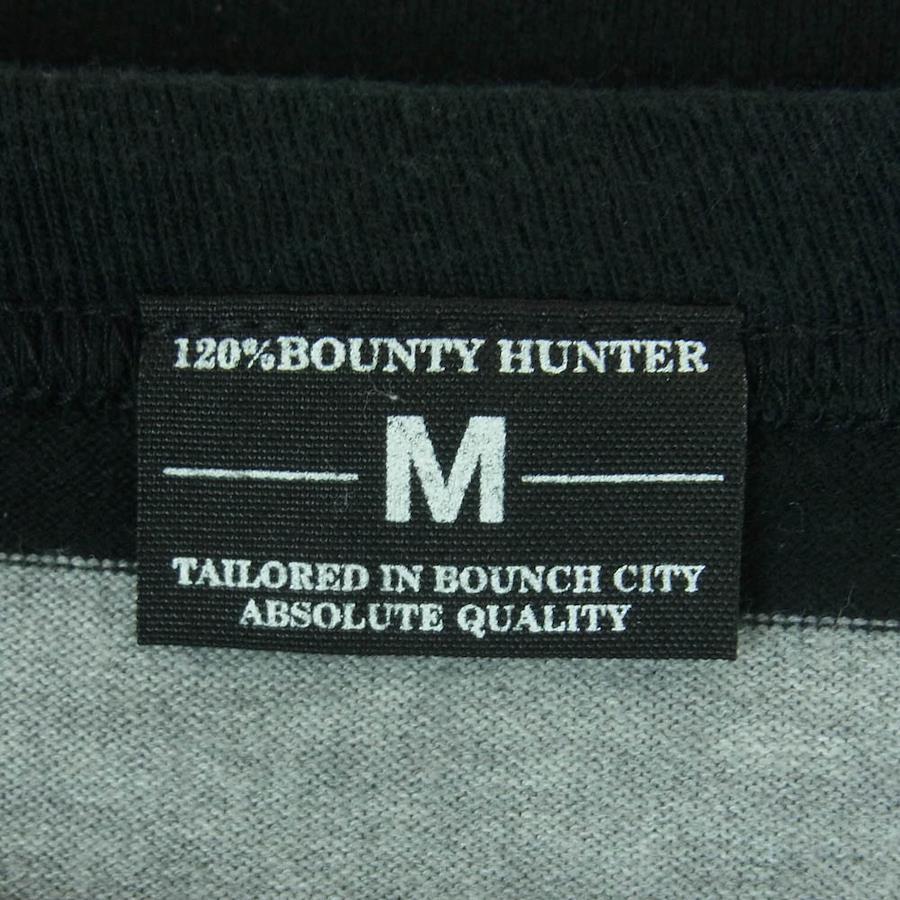 120%BOUNTY HUNTER
M
TAILORED IN BOUNCH CITY
ABSOLUTE QUALITY